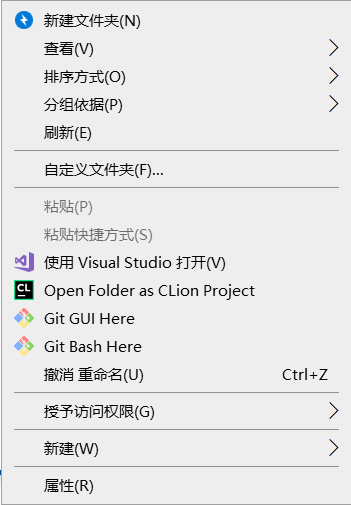 新建文件夹(N)
查看(V)
排序方式(O)
分组依据(P)
刷新(E)
自定义文件夹(F)...
粘贴(P)
粘贴快捷方式(S)
使用 Visual Studio 打开(V)
CL Open Folder as CLion Project
Git GUI Here
Git Bash Here
撤消 重命名(U) Ctrl+Z
授予访问权限(G)
新建(W)
属性(R)